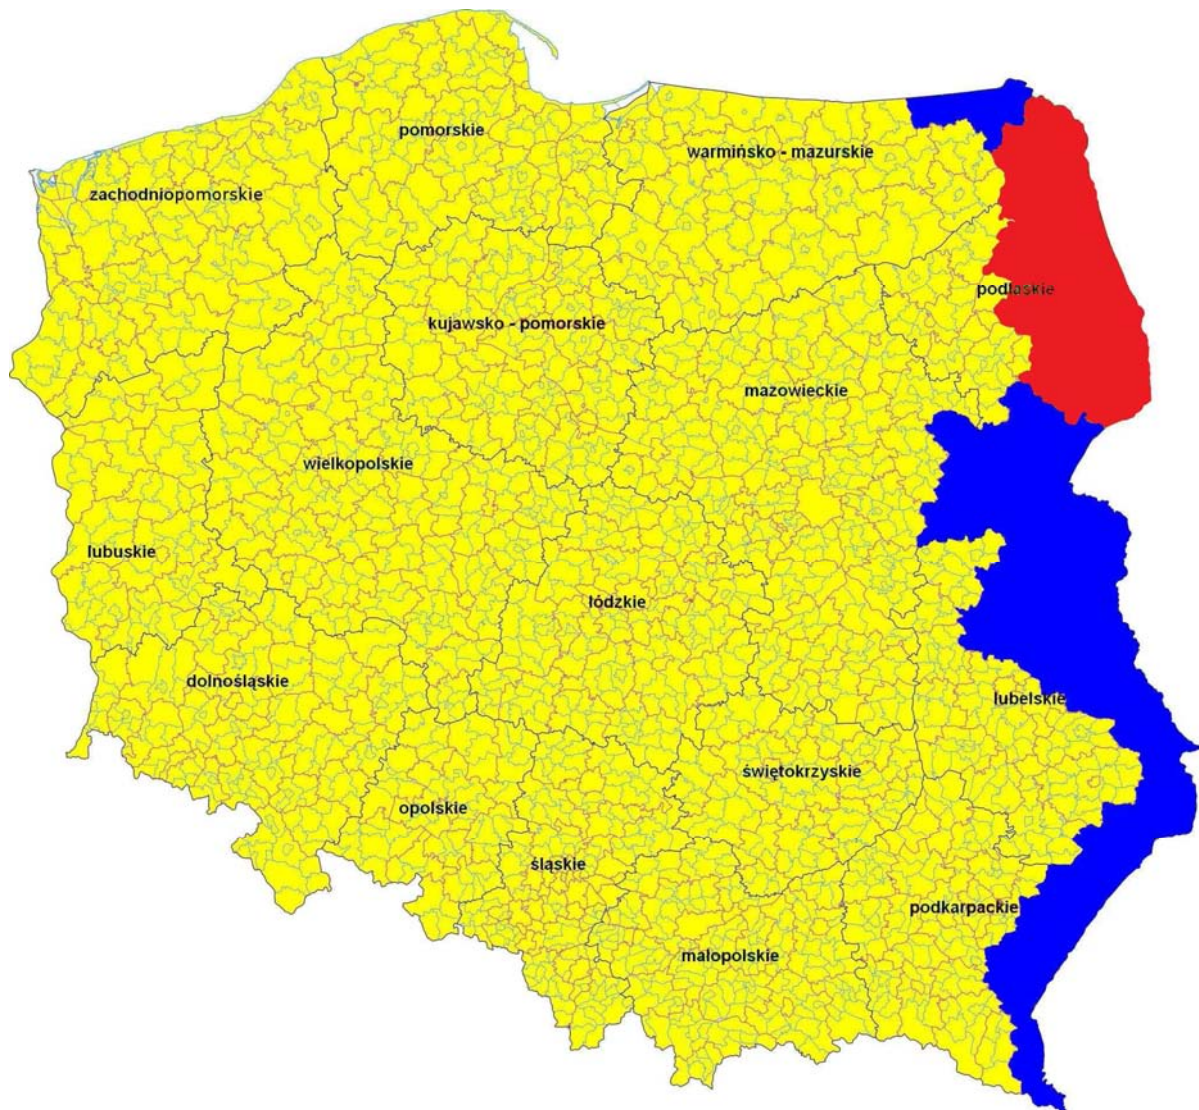 pomorskie
warmińsko - mazurskie
zachodniopomorskie
podlaskie
kujawsko - pomorskie
mazowieckie
wielkopolskie
lubuskie
łódzkie
dolnośląskie
lubelskie
świętokrzyskie
opolskie
śląskie
podkarpackie
małopolskie